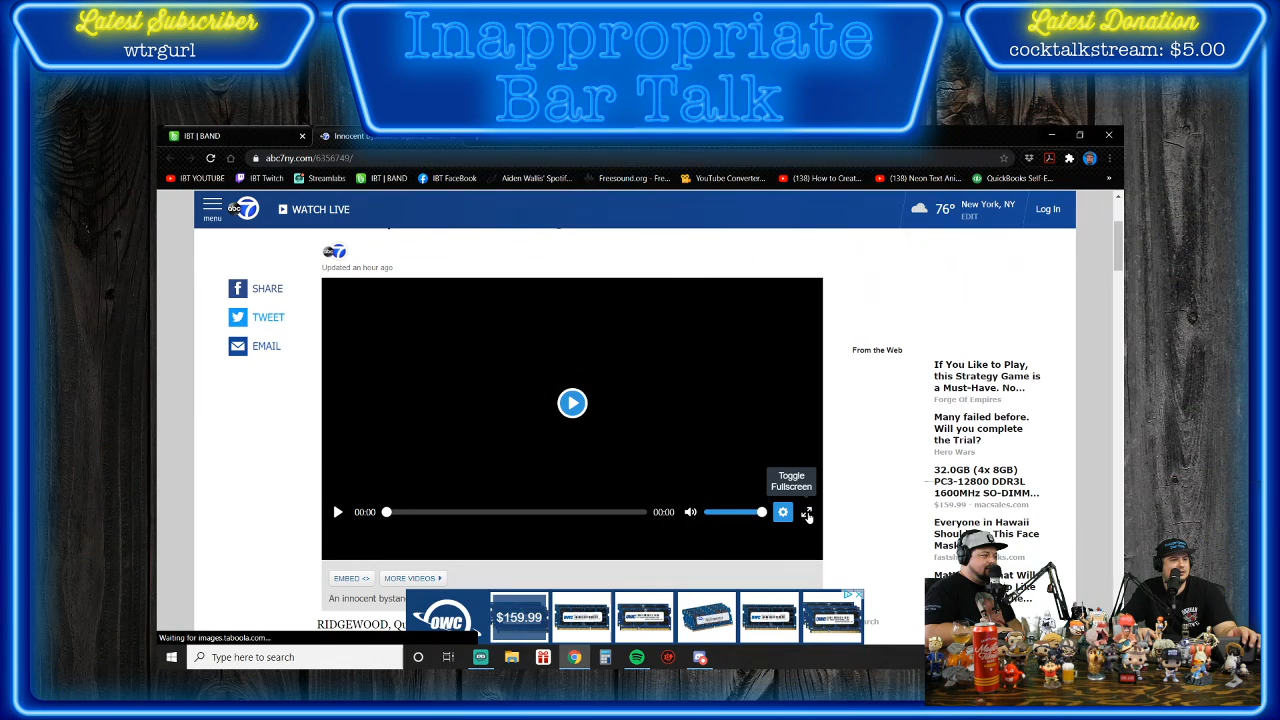 Latest Subscriber
wtrgurl
Inappropriate
Bar Talk
Latest Donation
cocktalkstream: $5.00
IBT | BAND
abc7ny.com/6356749/
IBT YOUTUBE
IBT Twitch
Streamlabs
IBT | BAND
IBT FaceBook
Aiden Wallis' Spotif...
Freesound.org - Fre...
YouTube Converter...
(138) How to Creat...
(138) Neon Text Ani...
QuickBooks Self-E...
menu
abc 7
WATCH LIVE
76°
New York, NY
EDIT
Log In
abc 7
Updated an hour ago
SHARE
TWEET
EMAIL
Toggle
Fullscreen
00:00
00:00
From the Web
If You Like to Play,
this Strategy Game is
a Must-Have. No...
Forge Of Empires
Many failed before.
Will you complete
the Trial?
Hero Wars
32.0GB (4x 8GB)
PC3-12800 DDR3L
1600MHz SO-DIMM...
$159.99 - macsales.com
Everyone in Hawaii
This Face
EMBED <>
MORE VIDEOS
An innocent
OWC
$159.99
RIDGEWOOD,
Waiting for images.taboola.com...
Type here to search